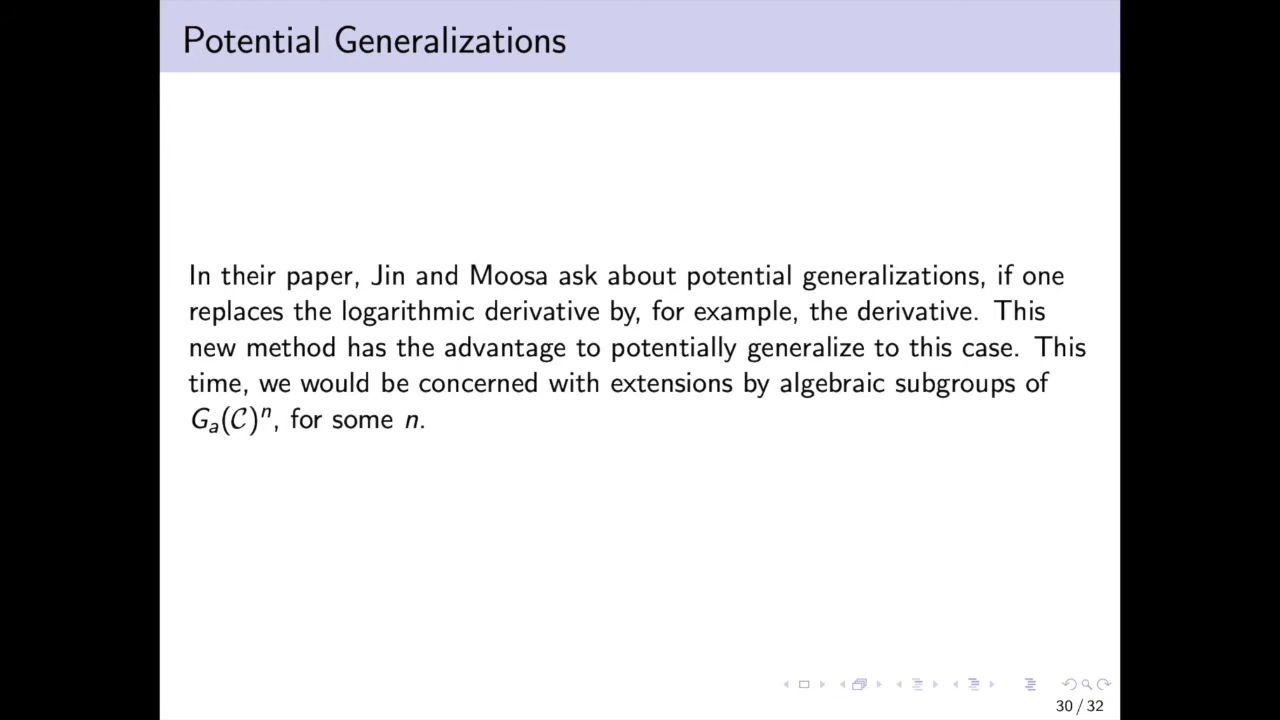 Potential Generalizations
In their paper, Jin and Moosa ask about potential generalizations, if one
replaces the logarithmic derivative by, for example, the derivative. This
new method has the advantage to potentially generalize to this case. This
time, we would be concerned with extensions by algebraic subgroups of
Gₐ(𝒞)ⁿ, for some n.
30 / 32